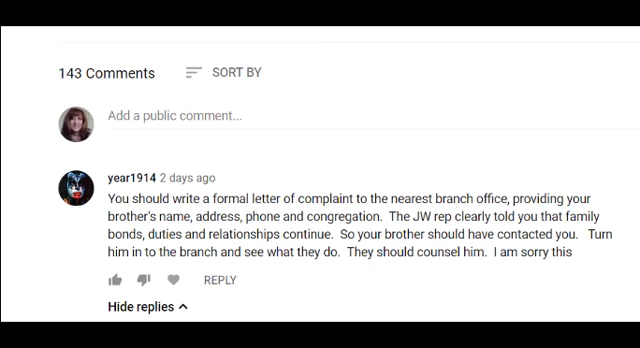 143 Comments SORT BY
Add a public comment...
year1914 2 days ago
You should write a formal letter of complaint to the nearest branch office, providing your
brother's name, address, phone and congregation. The JW rep clearly told you that family
bonds, duties and relationships continue. So your brother should have contacted you. Turn
him in to the branch and see what they do. They should counsel him. I am sorry this
REPLY
Hide replies